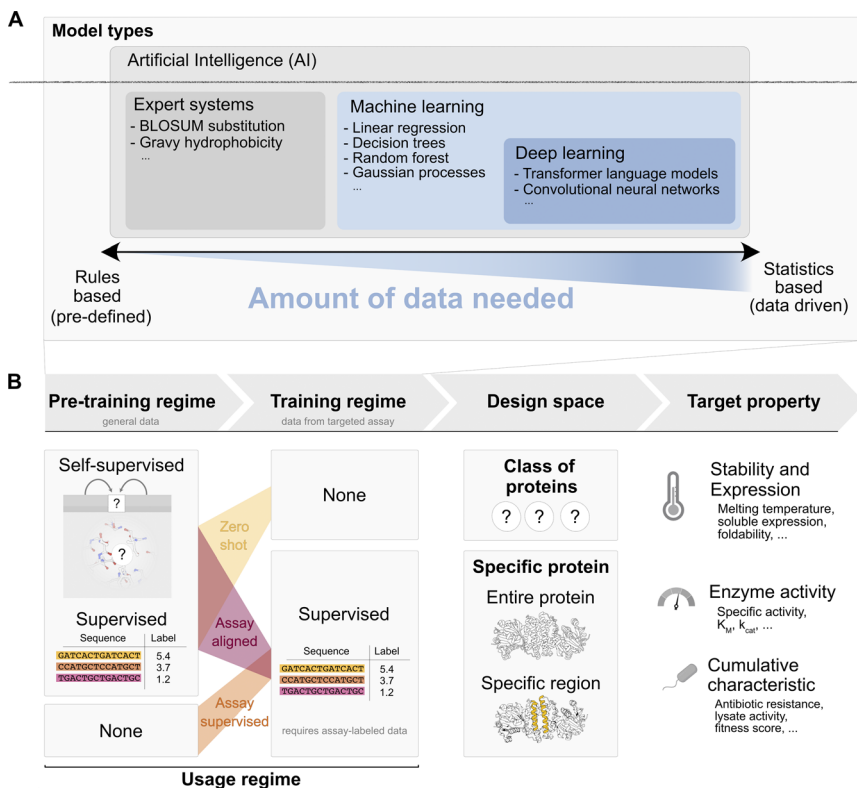 A
Model types
Artificial Intelligence (AI)
Expert systems
- BLOSUM substitution
- Gravy hydrophobicity
...
Machine learning
- Linear regression
- Decision trees
- Random forest
- Gaussian processes
...
Deep learning
- Transformer language models
- Convolutional neural networks
...
Rules
based
(pre-defined)
Amount of data needed
Statistics
based
(data driven)
B
Pre-training regime
general data
Training regime
data from targeted assay
Design space
Target property
Self-supervised
?
?
Supervised
Sequence Label
GATCACTGATCACT 5.4
CCATGCTCCATGCT 3.7
TGACTGCTGACTGC 1.2
None
Zero
shot
Assay
aligned
Assay
supervised
None
Supervised
Sequence Label
GATCACTGATCACT 5.4
CCATGCTCCATGCT 3.7
TGACTGCTGACTGC 1.2
requires assay-labeled data
Usage regime
Class of
proteins
? ? ?
Specific protein
Entire protein
Specific region
Stability and
Expression
Melting temperature,
soluble expression,
foldability, ...
Enzyme activity
Specific activity,
K_M, k_cat, ...
Cumulative
characteristic
Antibiotic resistance,
lysate activity,
fitness score, ...